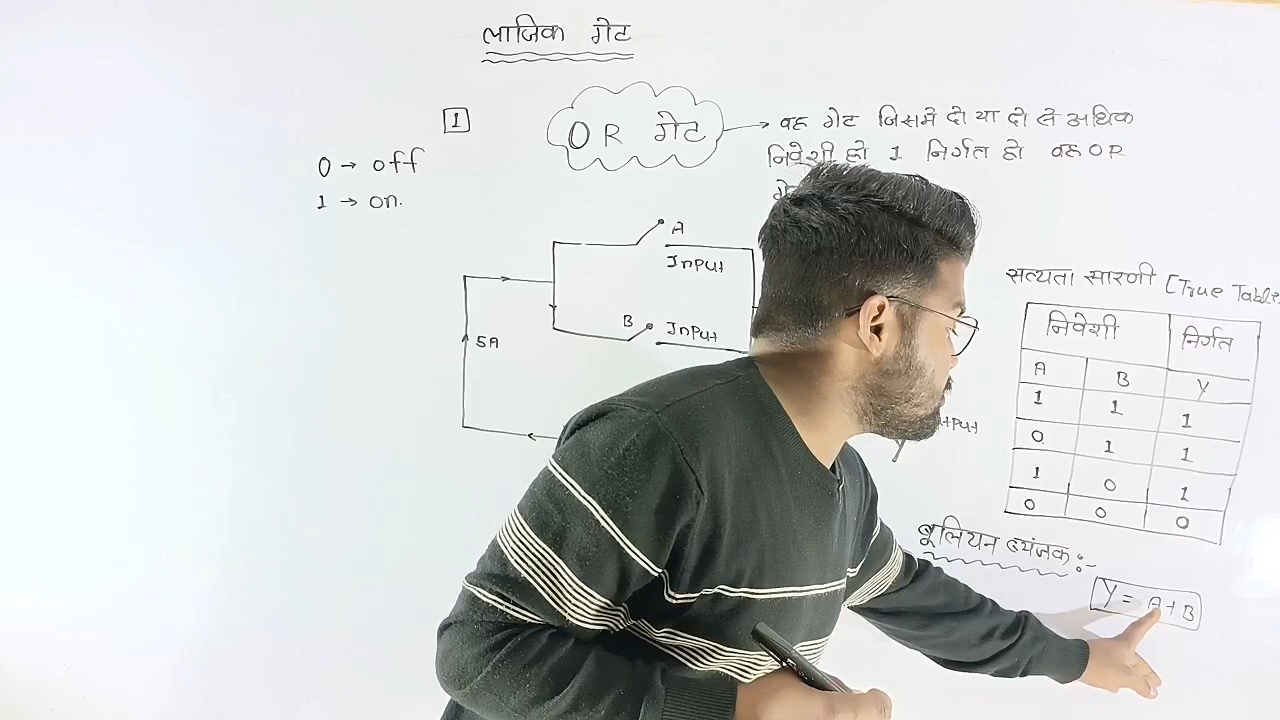 लाजिक गेट
1
OR गेट → वह गेट जिसमे दो या दो से अधिक
निवेशी हो 1 निर्गत हो वह OR
0 → off
1 → on.
A
Input
B Input
5A
सत्यता सारणी [True Table
निवेशी निर्गत
A B Y
1 1 1
0 1 1
1 0 1
0 0 0
बूलियन व्यंजक :-
Y = A + B